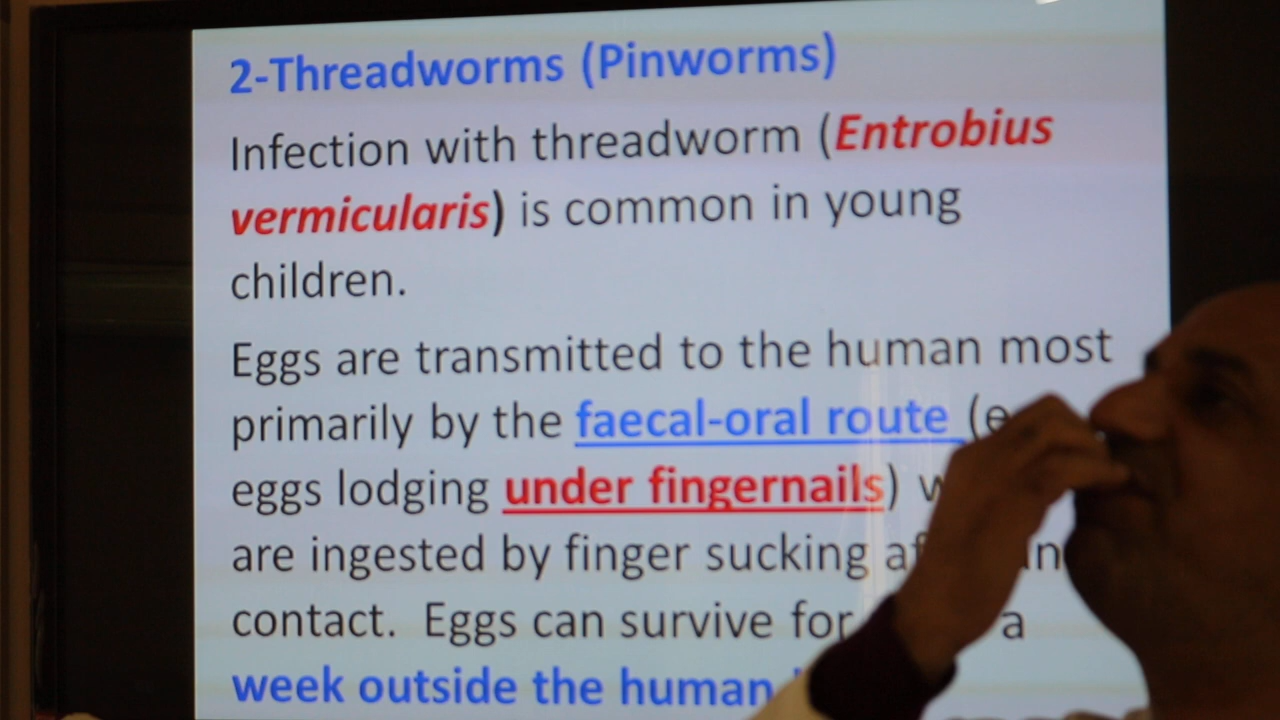 2-Threadworms (Pinworms)
Infection with threadworm (Entrobius
vermicularis) is common in young
children.
Eggs are transmitted to the human most
primarily by the faecal-oral route (e
eggs lodging under fingernails)
are ingested by finger sucking
contact. Eggs can survive for a
week outside the human